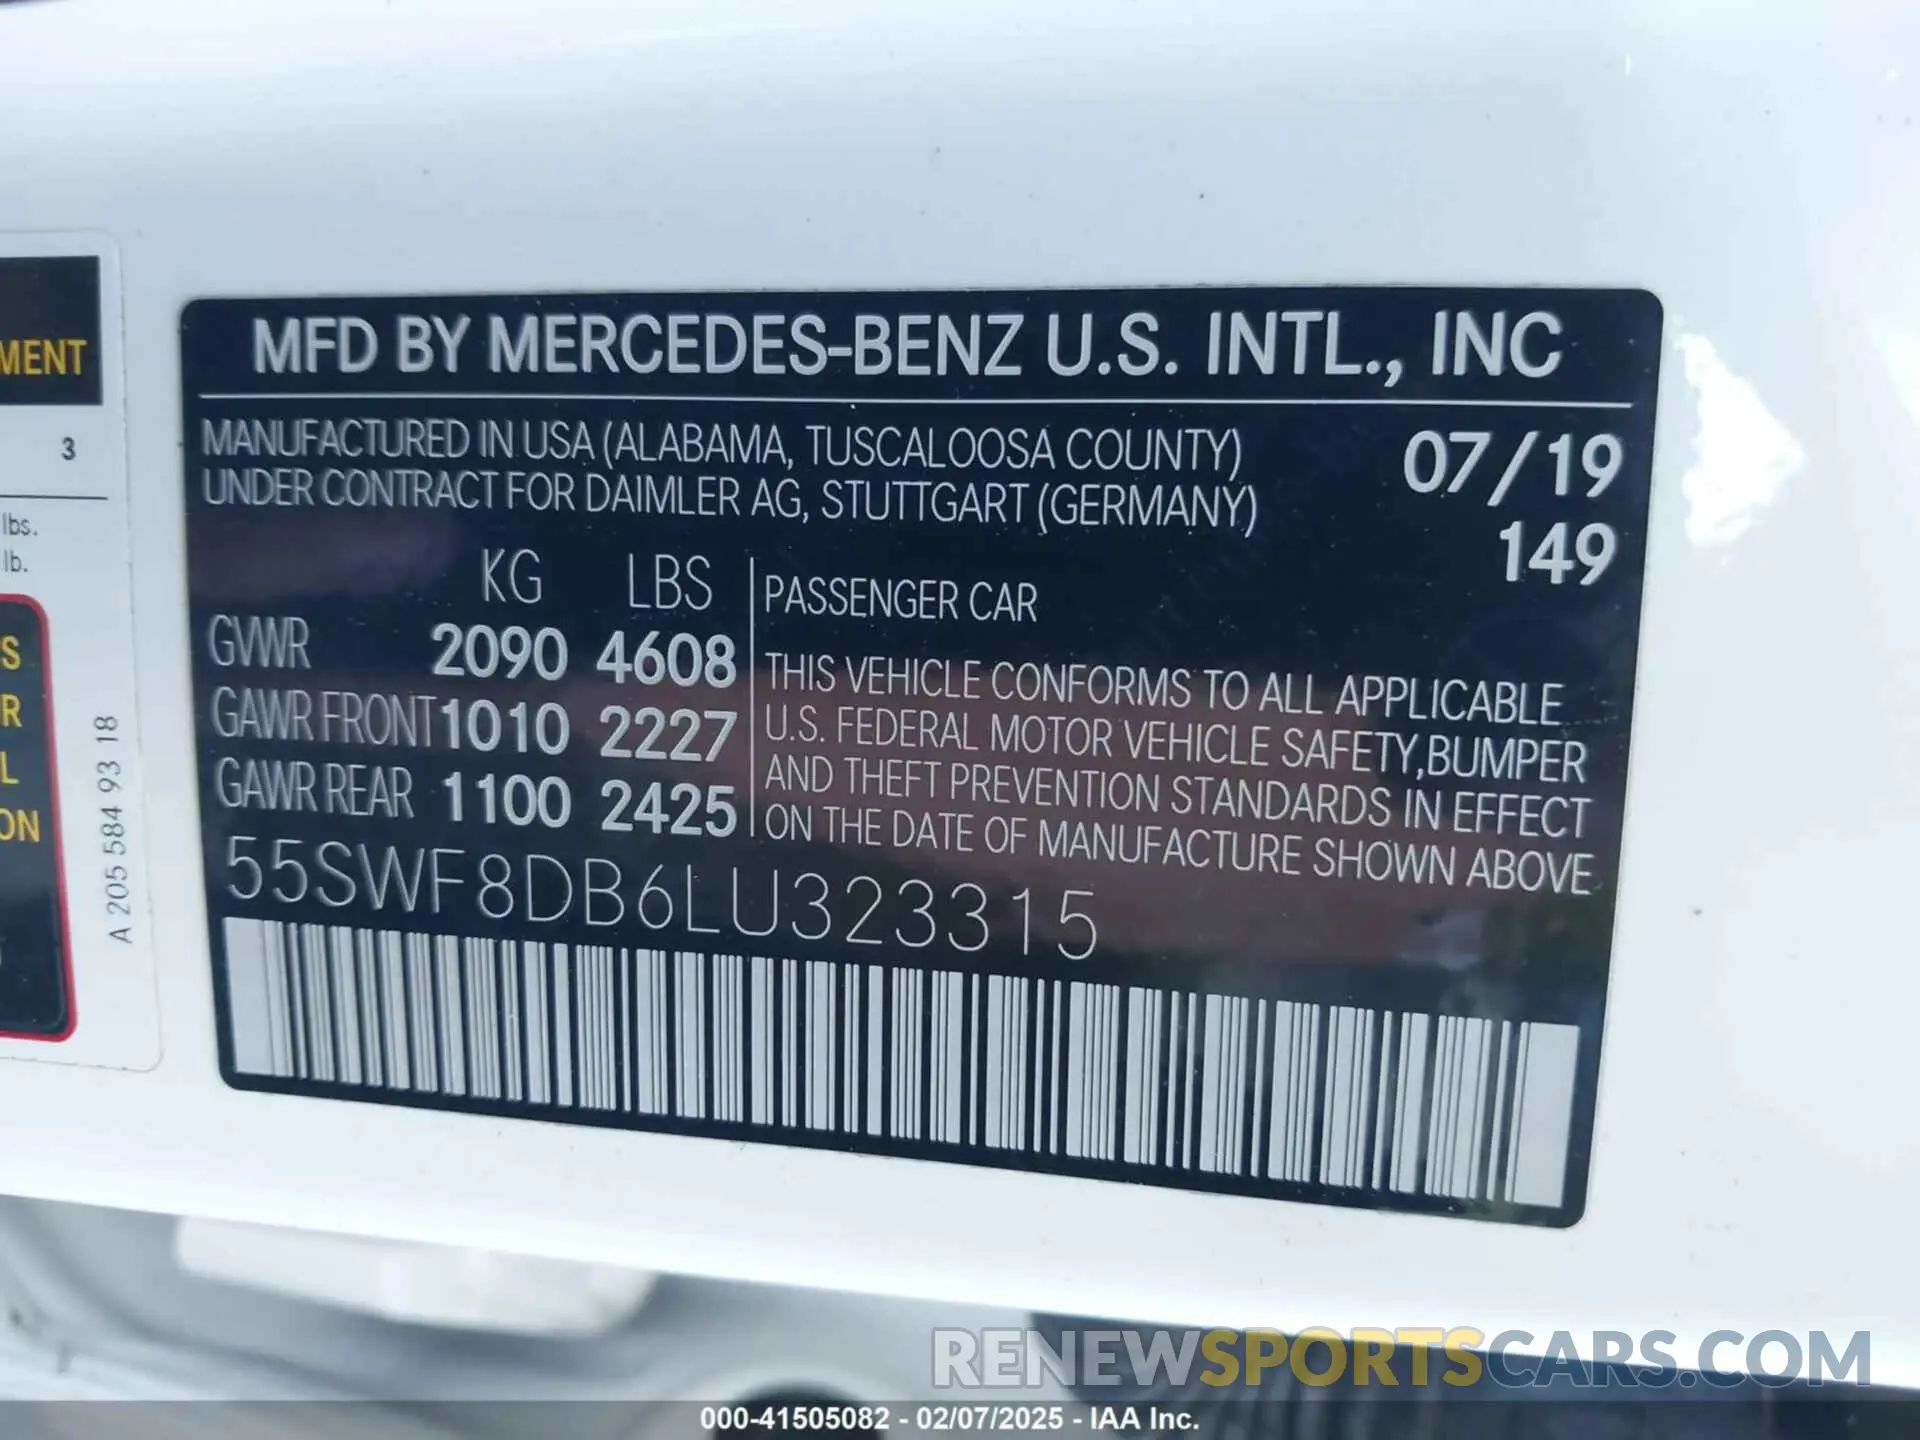 MFD BY MERCEDES-BENZ U.S. INTL., INC
MANUFACTURED IN USA (ALABAMA, TUSCALOOSA COUNTY)
UNDER CONTRACT FOR DAIMLER AG, STUTTGART (GERMANY)
07/19
149
KG LBS
GVWR 2090 4608
GAWR FRONT 1010 2227
GAWR REAR 1100 2425
PASSENGER CAR
THIS VEHICLE CONFORMS TO ALL APPLICABLE
U.S. FEDERAL MOTOR VEHICLE SAFETY,BUMPER
AND THEFT PREVENTION STANDARDS IN EFFECT
ON THE DATE OF MANUFACTURE SHOWN ABOVE
55SWF8DB6LU323315
MENT
3
lbs.
lb.
S
R
L
ON
A 205 584 93 18
RENEWSPORTSCARS.COM
000-41505082 - 02/07/2025 - IAA Inc.